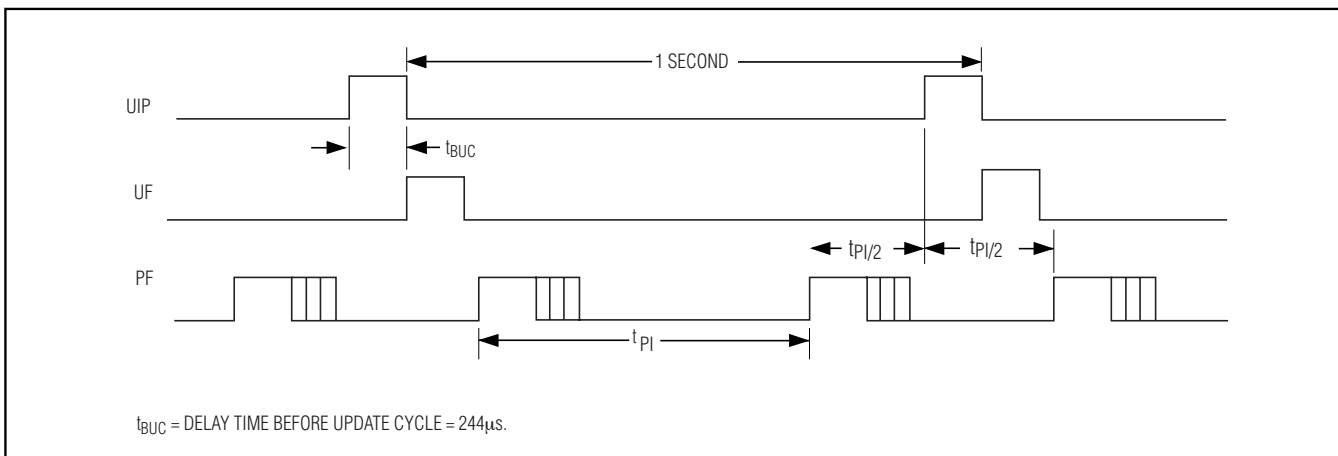 1 SECOND
UIP
tBUC
UF
tPI/2 tPI/2
PF
tPI
tBUC = DELAY TIME BEFORE UPDATE CYCLE = 244μs.